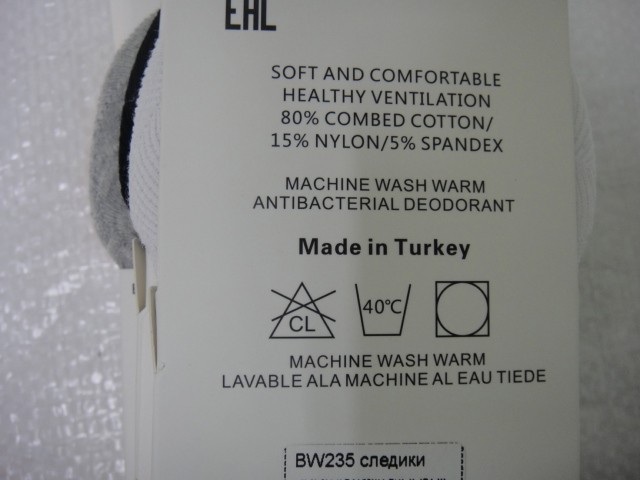 EAC
SOFT AND COMFORTABLE
HEALTHY VENTILATION
80% COMBED COTTON/
15% NYLON/5% SPANDEX
MACHINE WASH WARM
ANTIBACTERIAL DEODORANT
Made in Turkey
CL 40°C
MACHINE WASH WARM
LAVABLE ALA MACHINE AL EAU TIEDE
BW235 следики